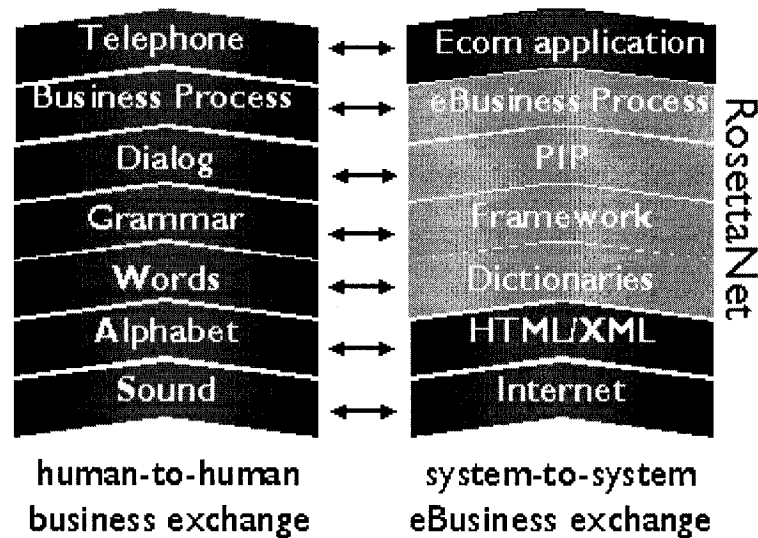 Telephone
Business Process
Dialog
Grammar
Words
Alphabet
Sound
human-to-human
business exchange
Ecom application
eBusiness Process
PIP
Framework
Dictionaries
HTML/XML
Internet
system-to-system
eBusiness exchange
RosettaNet